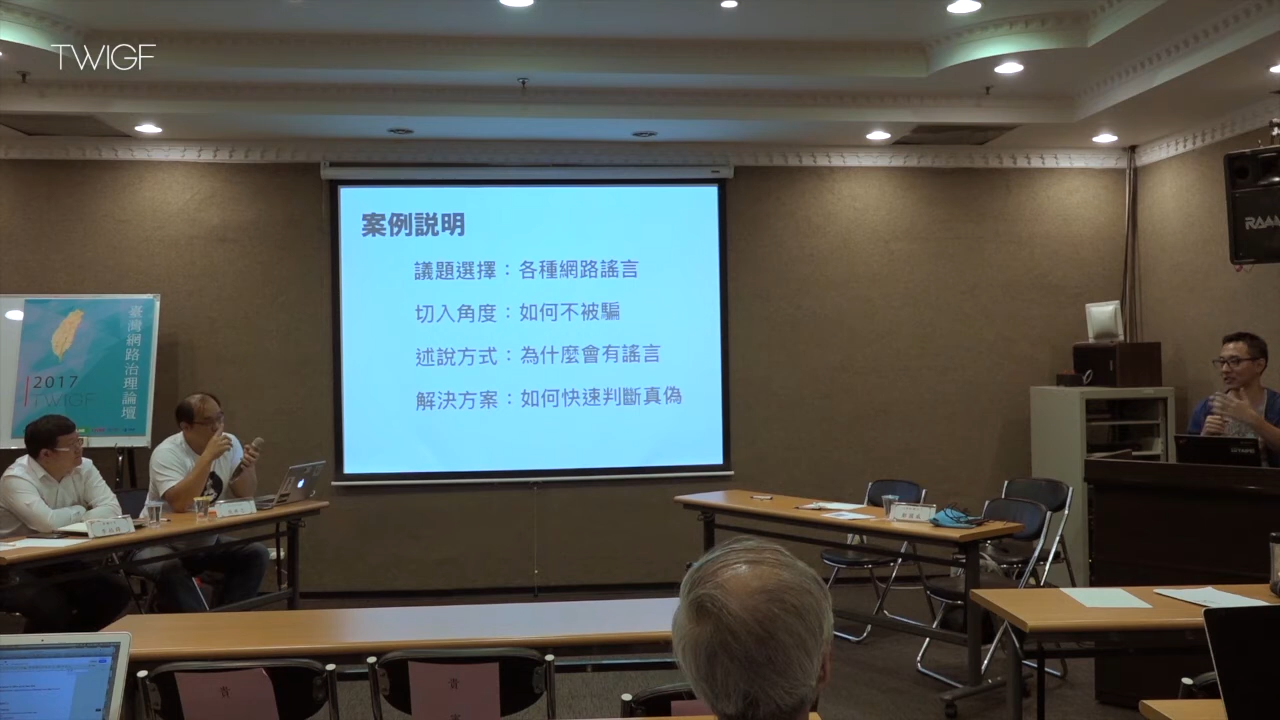 TWIGF
案例説明
議題選擇：各種網路謠言
切入角度：如何不被騙
述說方式：為什麼會有謠言
解決方案：如何快速判斷真偽
臺灣網路治理論壇
2017
TWIGF
RAAM
貴
貴